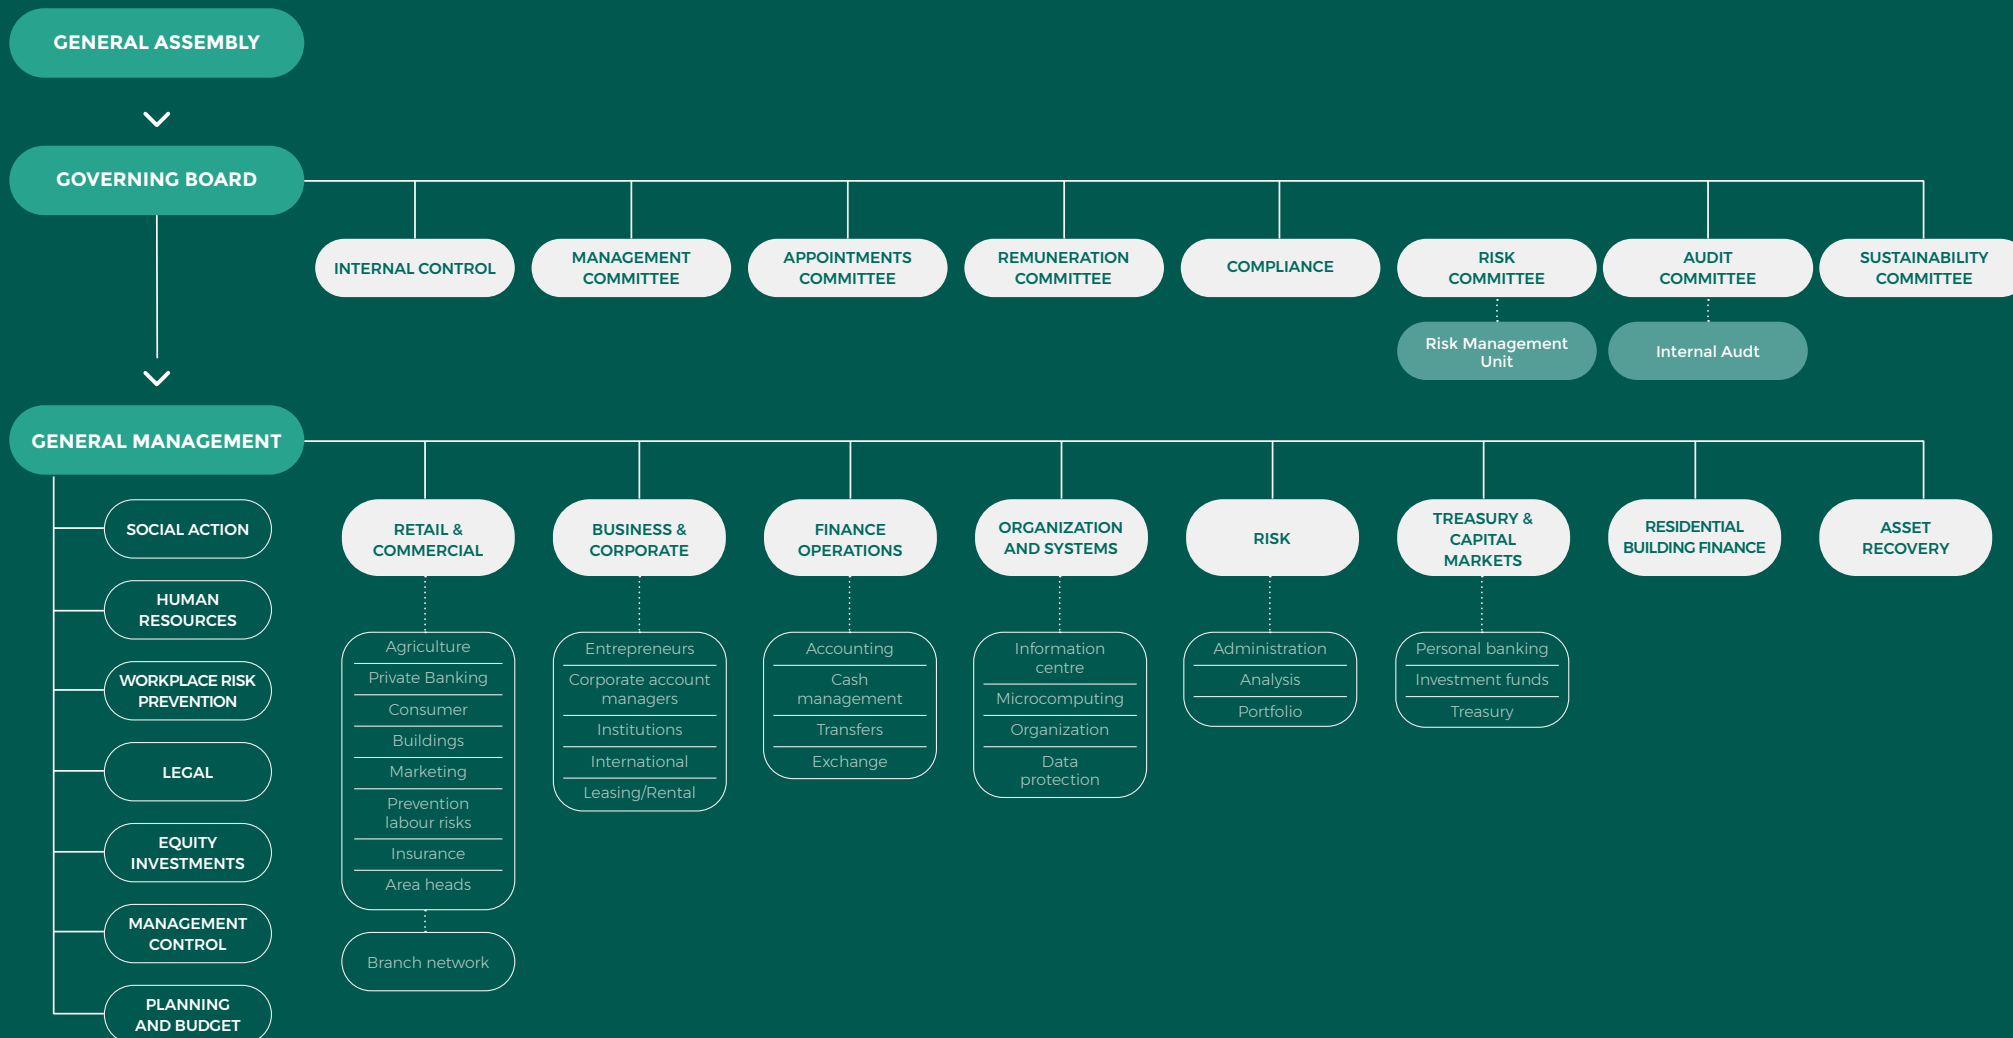 GENERAL ASSEMBLY
GOVERNING BOARD
INTERNAL CONTROL
MANAGEMENT
COMMITTEE
APPOINTMENTS
COMMITTEE
REMUNERATION
COMMITTEE
COMPLIANCE
RISK
COMMITTEE
AUDIT
COMMITTEE
SUSTAINABILITY
COMMITTEE
Risk Management
Unit
Internal Audt
GENERAL MANAGEMENT
SOCIAL ACTION
HUMAN
RESOURCES
WORKPLACE RISK
PREVENTION
LEGAL
EQUITY
INVESTMENTS
MANAGEMENT
CONTROL
PLANNING
AND BUDGET
RETAIL &
COMMERCIAL
Agriculture
Private Banking
Consumer
Buildings
Marketing
Prevention
labour risks
Insurance
Area heads
Branch network
BUSINESS &
CORPORATE
Entrepreneurs
Corporate account
managers
Institutions
International
Leasing/Rental
FINANCE
OPERATIONS
Accounting
Cash
management
Transfers
Exchange
ORGANIZATION
AND SYSTEMS
Information
centre
Microcomputing
Organization
Data
protection
RISK
Administration
Analysis
Portfolio
TREASURY &
CAPITAL
MARKETS
Personal banking
Investment funds
Treasury
RESIDENTIAL
BUILDING FINANCE
ASSET
RECOVERY